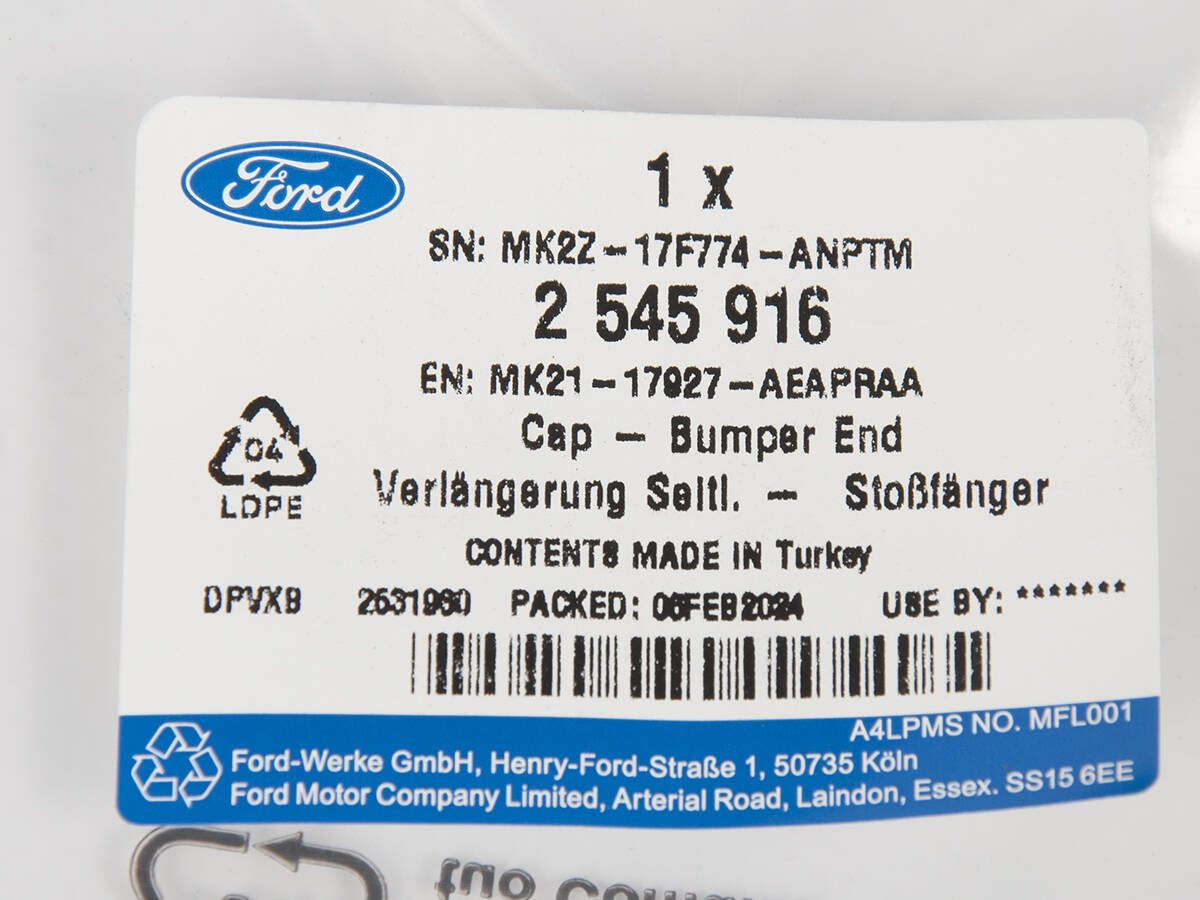 Ford
1 x
SN: MK2Z-17F774-ANPTM
2 545 916
EN: MK21-17927-AEAPRAA
Cap - Bumper End
04
LDPE
Verlängerung Seitl. - Stoßfänger
CONTENTS MADE IN Turkey
DPVXB 2531960 PACKED: 06FEB2024 USE BY: *******
A4LPMS NO. MFL001
Ford-Werke GmbH, Henry-Ford-Straße 1, 50735 Köln
Ford Motor Company Limited, Arterial Road, Laindon, Essex. SS15 6EE